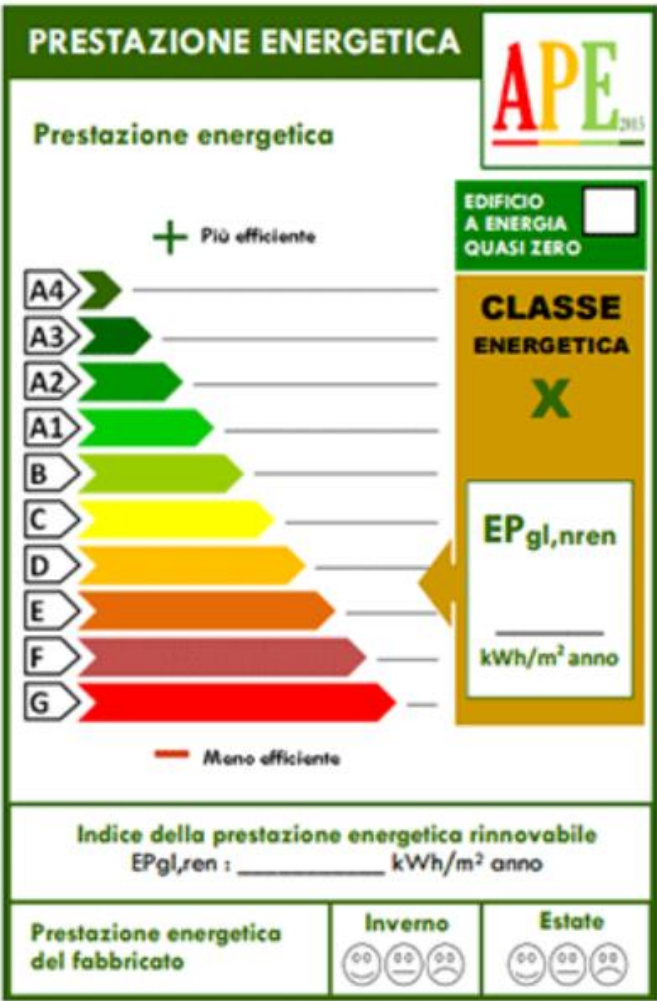 PRESTAZIONE ENERGETICA
APE 2015
Prestazione energetica
EDIFICIO
A ENERGIA
QUASI ZERO
+ Più efficiente
A4
A3
A2
A1
B
C
D
E
F
G
CLASSE
ENERGETICA
X
EPgl,nren
kWh/m² anno
Meno efficiente
Indice della prestazione energetica rinnovabile
EPgl,ren : ____________ kWh/m² anno
Prestazione energetica
del fabbricato
Inverno
Estate